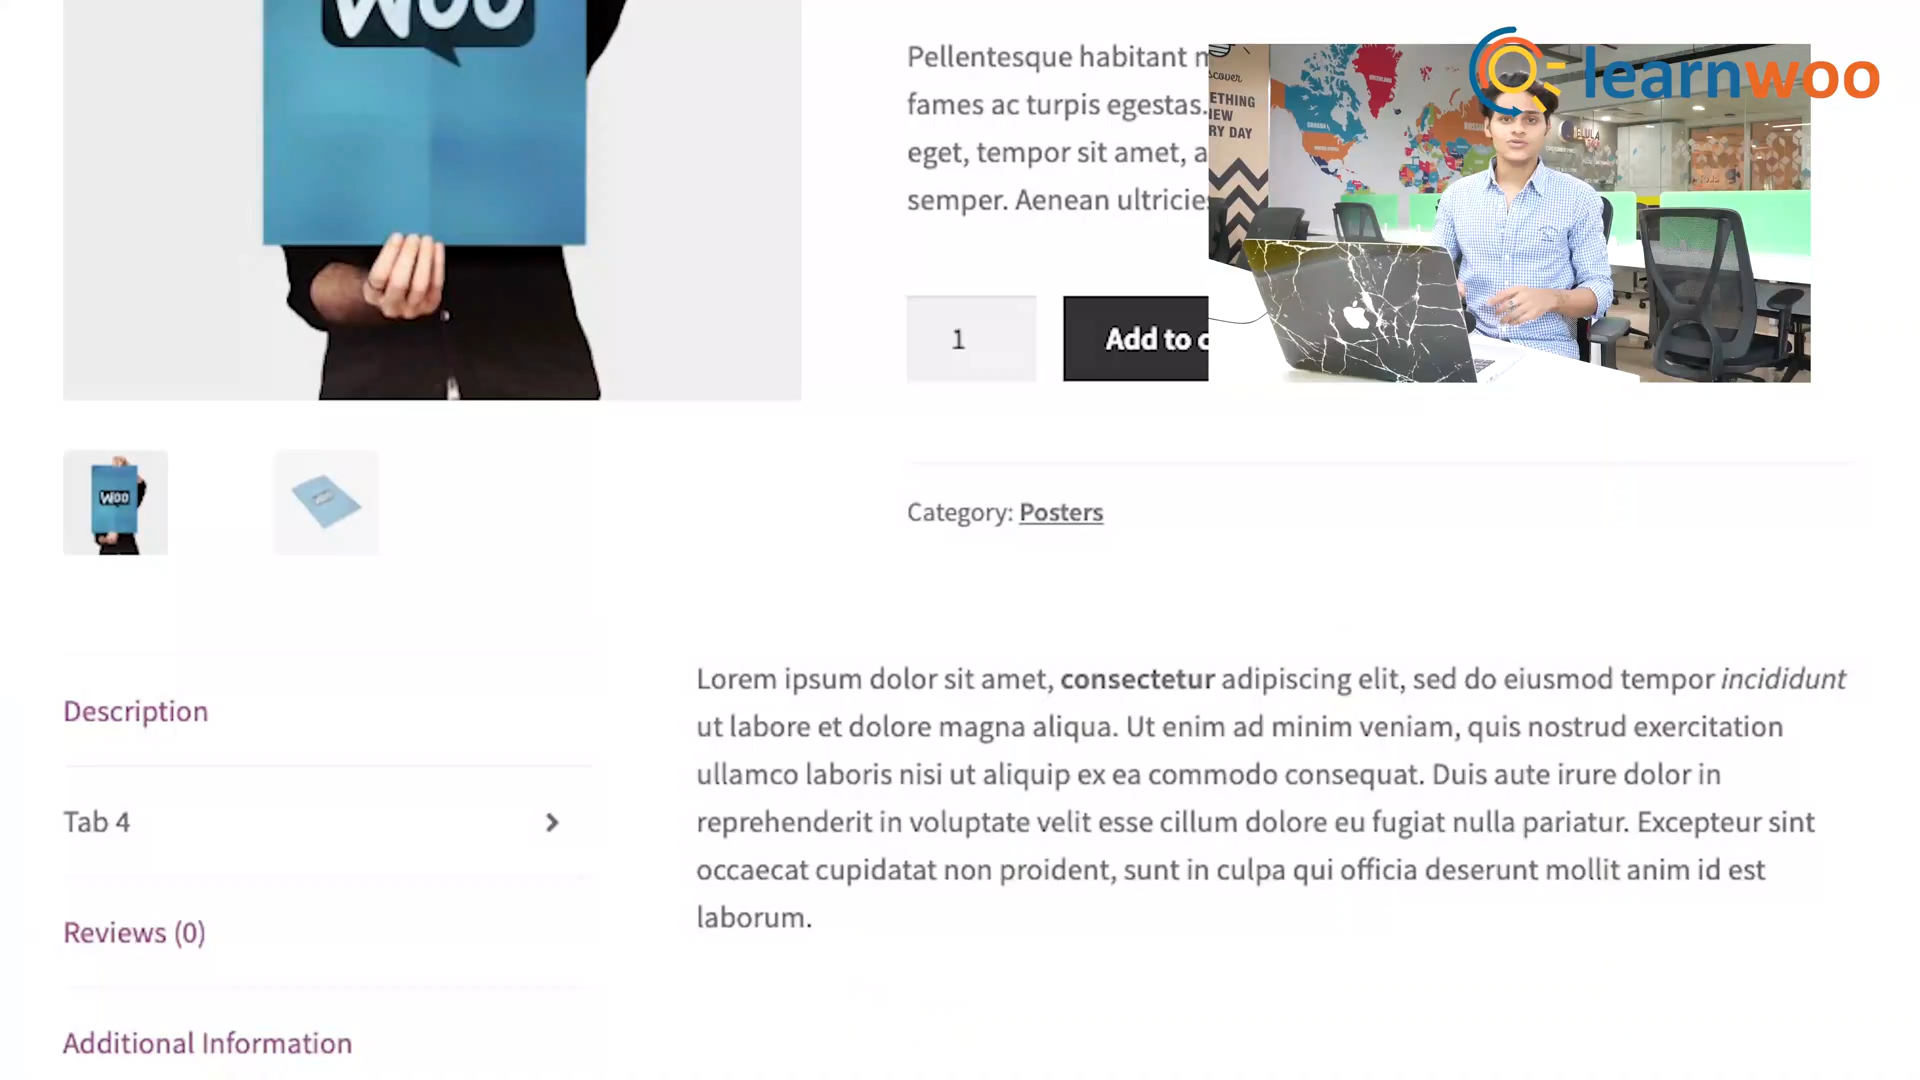 WOO
Pellentesque habitant
fames ac turpis egestas.
eget, tempor sit amet, a
semper. Aenean ultricies
learnwoo
1
Add to c
WOO
Category: Posters
Lorem ipsum dolor sit amet, consectetur adipiscing elit, sed do eiusmod tempor incididunt
ut labore et dolore magna aliqua. Ut enim ad minim veniam, quis nostrud exercitation
ullamco laboris nisi ut aliquip ex ea commodo consequat. Duis aute irure dolor in
reprehenderit in voluptate velit esse cillum dolore eu fugiat nulla pariatur. Excepteur sint
occaecat cupidatat non proident, sunt in culpa qui officia deserunt mollit anim id est
laborum.
Description
Tab 4
Reviews (0)
Additional Information